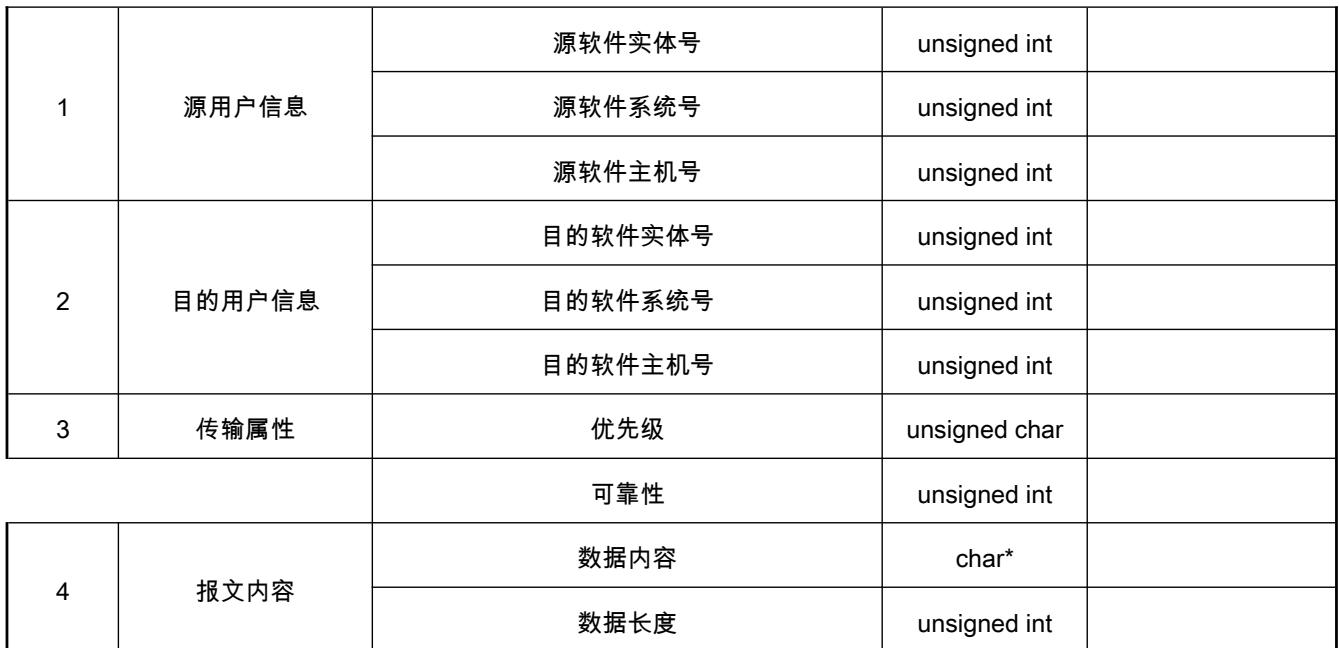 源软件实体号 unsigned int
1 源用户信息 源软件系统号 unsigned int
源软件主机号 unsigned int
目的软件实体号 unsigned int
2 目的用户信息 目的软件系统号 unsigned int
目的软件主机号 unsigned int
3 传输属性 优先级 unsigned char
可靠性 unsigned int
数据内容 char*
4 报文内容
数据长度 unsigned int